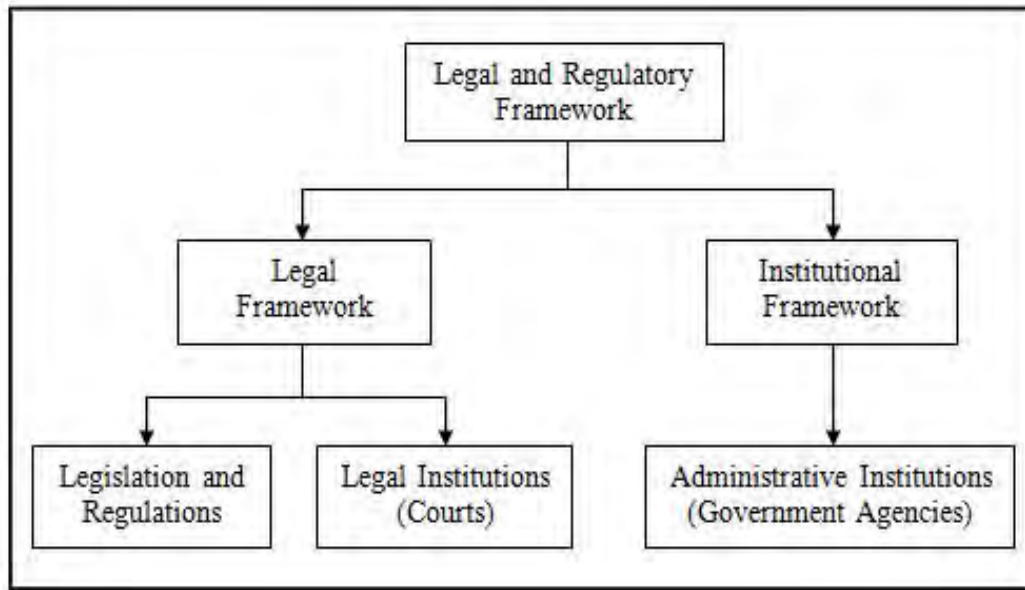 Legal and Regulatory
Framework
Legal
Framework
Institutional
Framework
Legislation and
Regulations
Legal Institutions
(Courts)
Administrative Institutions
(Government Agencies)